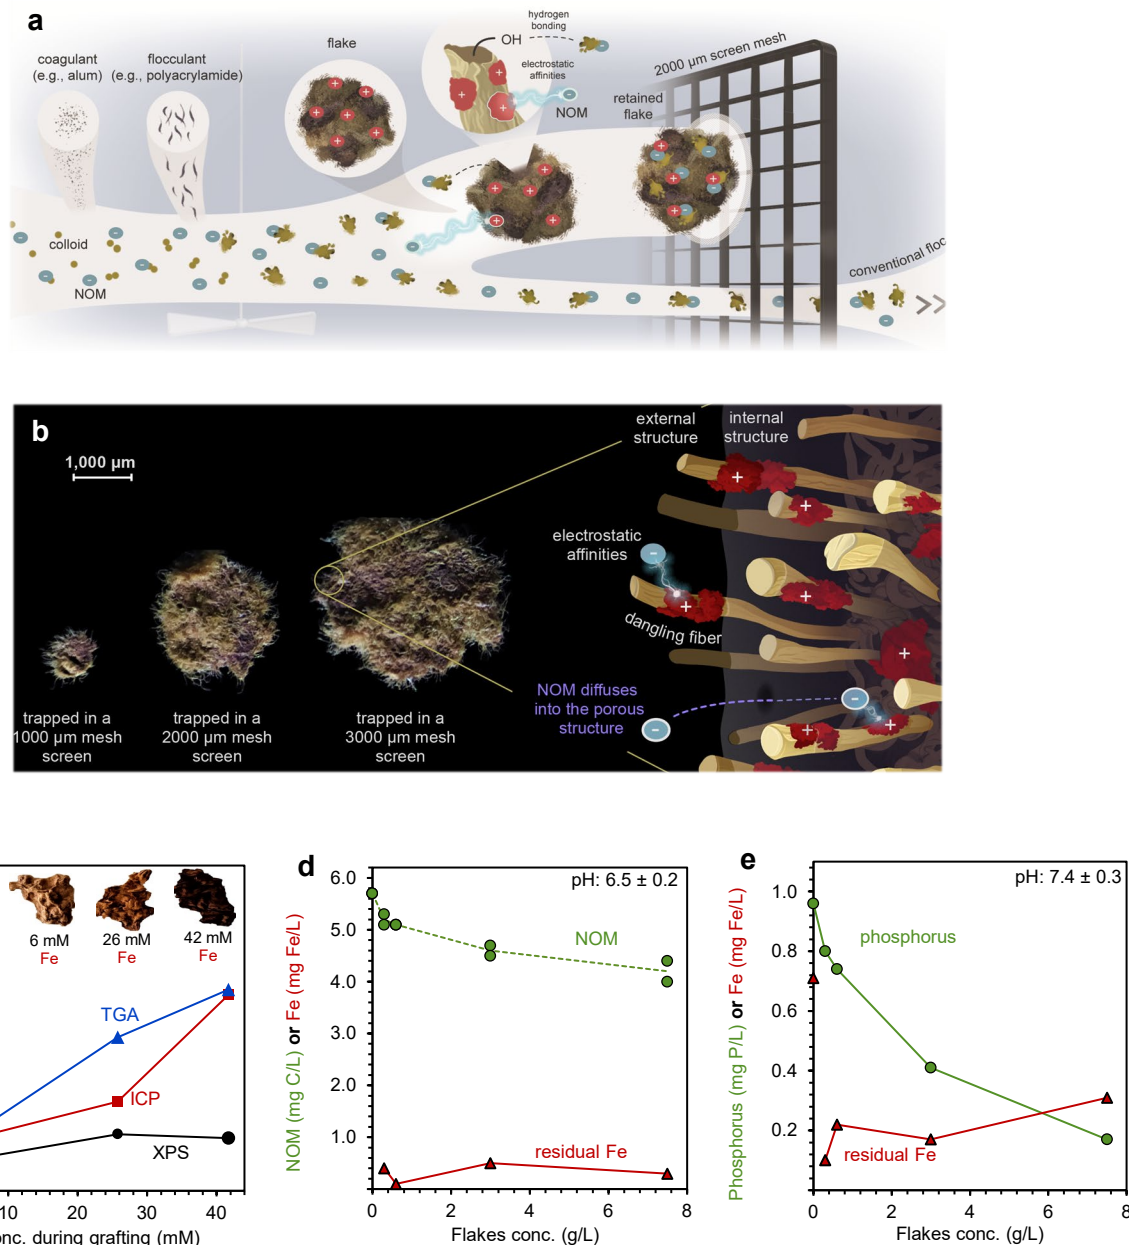 a
coagulant
(e.g., alum)
flocculant
(e.g., polyacrylamide)
flake
hydrogen
bonding
OH
electrostatic
affinities
NOM
2000 µm screen mesh
retained
flake
colloid
NOM
conventional floc
b
1,000 µm
external
structure
internal
structure
electrostatic
affinities
dangling fiber
NOM diffuses
into the porous
structure
trapped in a
1000 µm mesh
screen
trapped in a
2000 µm mesh
screen
trapped in a
3000 µm mesh
screen
6 mM
Fe
26 mM
Fe
42 mM
Fe
TGA
ICP
XPS
10 20 30 40
nc. during grafting (mM)
d
pH: 6.5 ± 0.2
NOM (mg C/L) or Fe (mg Fe/L)
6.0
5.0
4.0
3.0
2.0
1.0
NOM
residual Fe
0 2 4 6 8
Flakes conc. (g/L)
e
pH: 7.4 ± 0.3
Phosphorus (mg P/L) or Fe (mg Fe/L)
1.0
0.8
0.6
0.4
0.2
phosphorus
residual Fe
0 2 4 6 8
Flakes conc. (g/L)